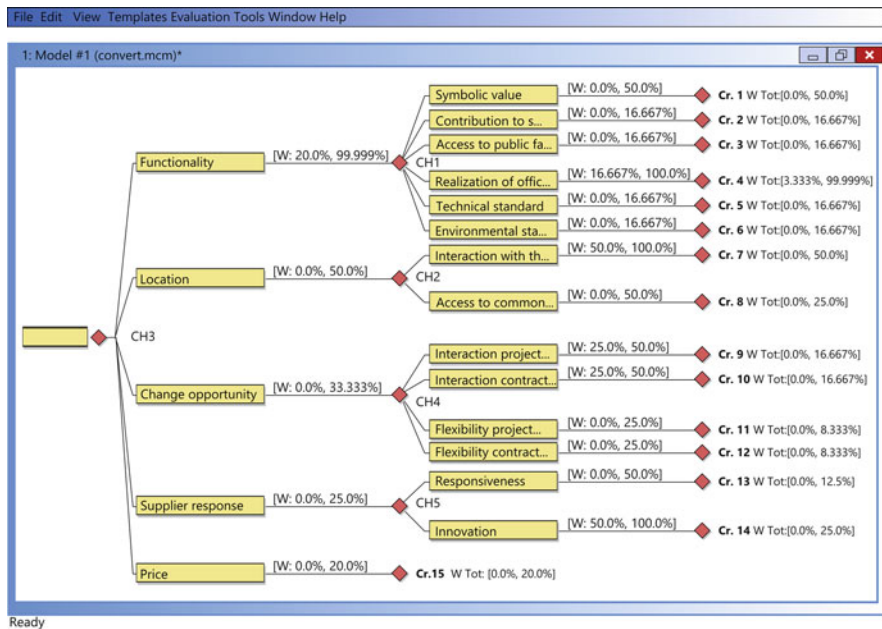 File Edit View Templates Evaluation Tools Window Help
1: Model #1 (convert.mcm)*
Symbolic value [W: 0.0%, 50.0%] Cr. 1 W Tot:[0.0%, 50.0%]
Contribution to s... [W: 0.0%, 16.667%] Cr. 2 W Tot:[0.0%, 16.667%]
Access to public fa... [W: 0.0%, 16.667%] Cr. 3 W Tot:[0.0%, 16.667%]
Functionality [W: 20.0%, 99.999%] CH1
Realization of offic... [W: 16.667%, 100.0%] Cr. 4 W Tot:[3.333%, 99.999%]
Technical standard [W: 0.0%, 16.667%] Cr. 5 W Tot:[0.0%, 16.667%]
Environmental sta... [W: 0.0%, 16.667%] Cr. 6 W Tot:[0.0%, 16.667%]
Interaction with th... [W: 50.0%, 100.0%] Cr. 7 W Tot:[0.0%, 50.0%]
Location [W: 0.0%, 50.0%] CH2
Access to common... [W: 0.0%, 50.0%] Cr. 8 W Tot:[0.0%, 25.0%]
CH3
Interaction project... [W: 25.0%, 50.0%] Cr. 9 W Tot:[0.0%, 16.667%]
Interaction contract... [W: 25.0%, 50.0%] Cr. 10 W Tot:[0.0%, 16.667%]
Change opportunity [W: 0.0%, 33.333%] CH4
Flexibility project... [W: 0.0%, 25.0%] Cr. 11 W Tot:[0.0%, 8.333%]
Flexibility contract... [W: 0.0%, 25.0%] Cr. 12 W Tot:[0.0%, 8.333%]
Responsiveness [W: 0.0%, 50.0%] Cr. 13 W Tot:[0.0%, 12.5%]
Supplier response [W: 0.0%, 25.0%] CH5
Innovation [W: 50.0%, 100.0%] Cr. 14 W Tot:[0.0%, 25.0%]
Price [W: 0.0%, 20.0%] Cr.15 W Tot: [0.0%, 20.0%]
Ready